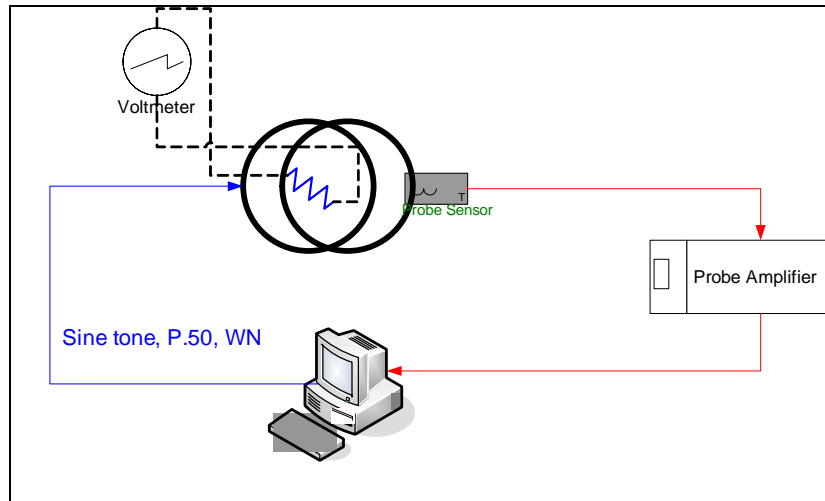 Voltmeter
T
Probe Sensor
Probe Amplifier
Sine tone, P.50, WN